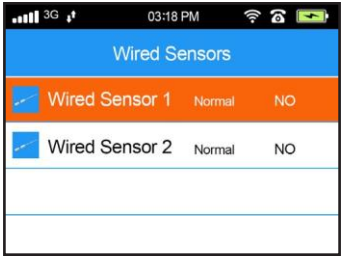 3G 03:18 PM
Wired Sensors
Wired Sensor 1 Normal NO
Wired Sensor 2 Normal NO